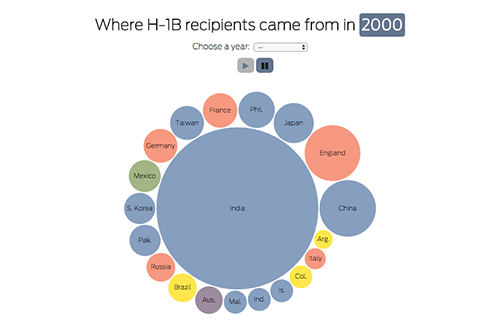 Where H-1B recipients came from in 2000
Choose a year: --
France
Phil.
Taiwan
Japan
Germany
England
Mexico
S. Korea
India
China
Pak.
Arg.
Russia
Italy
Brazil
Col.
Aus.
Mal.
Ind.
Is.